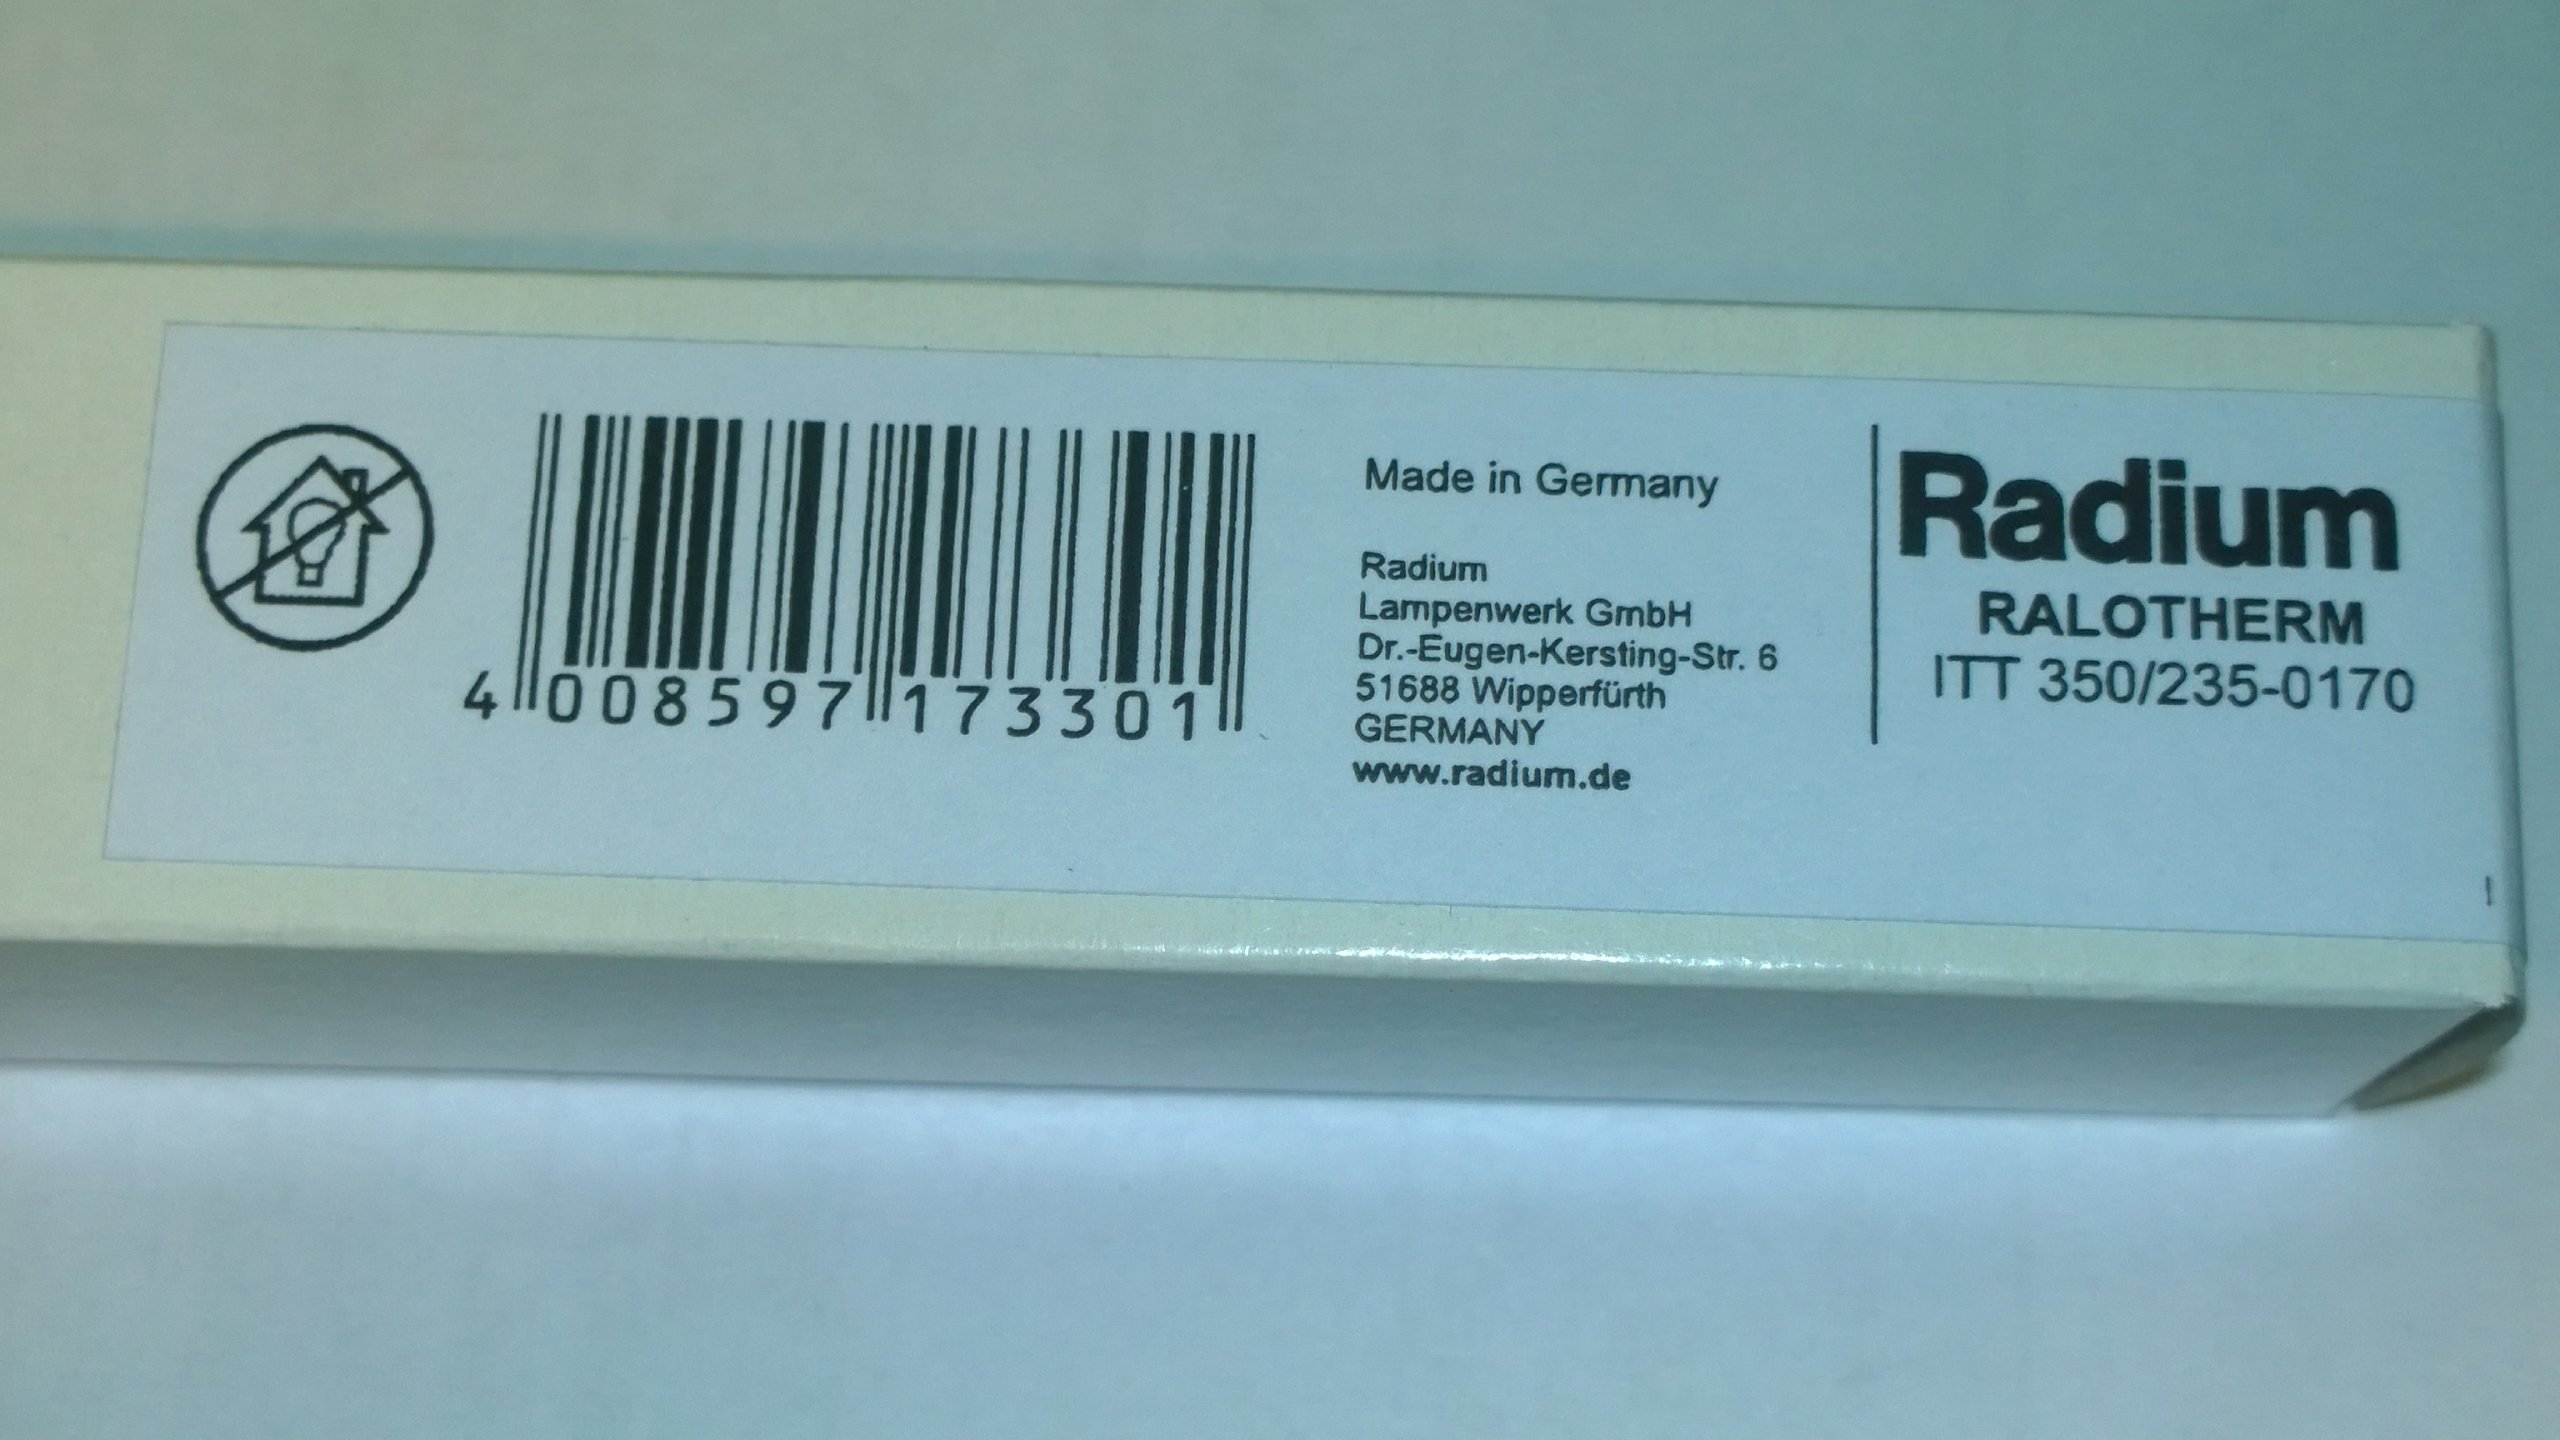 4 008597 173301
Made in Germany
Radium
Lampenwerk GmbH
Dr.-Eugen-Kersting-Str. 6
51688 Wipperfürth
GERMANY
www.radium.de
Radium
RALOTHERM
ITT 350/235-0170